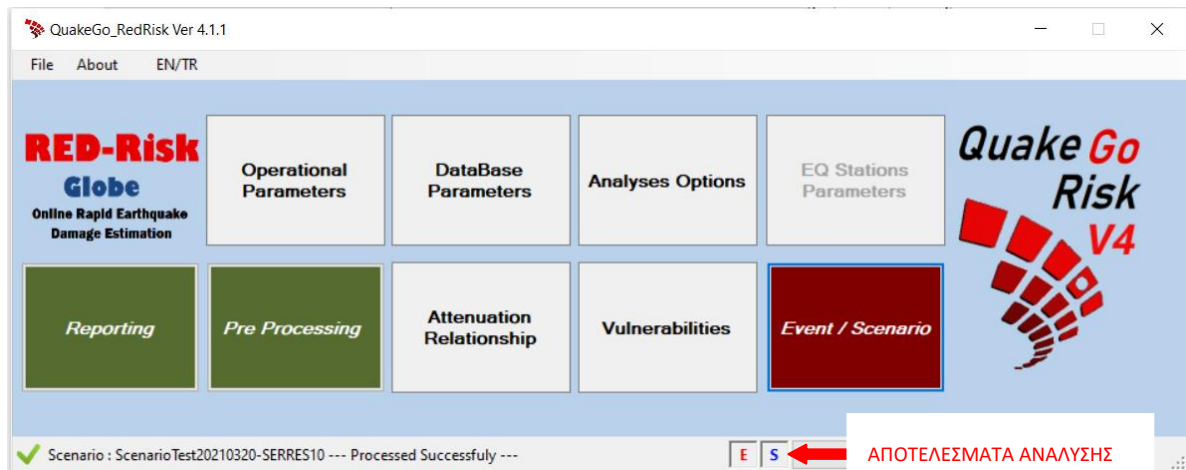 QuakeGo_RedRisk Ver 4.1.1
File About EN/TR
RED-Risk
Globe
Online Rapid Earthquake
Damage Estimation
Operational
Parameters
DataBase
Parameters
Analyses Options
EQ Stations
Parameters
Quake Go
Risk
V4
Reporting
Pre Processing
Attenuation
Relationship
Vulnerabilities
Event / Scenario
Scenario : ScenarioTest20210320-SERRES10 --- Processed Successfuly ---
E S
ΑΠΟΤΕΛΕΣΜΑΤΑ ΑΝΑΛΥΣΗΣ